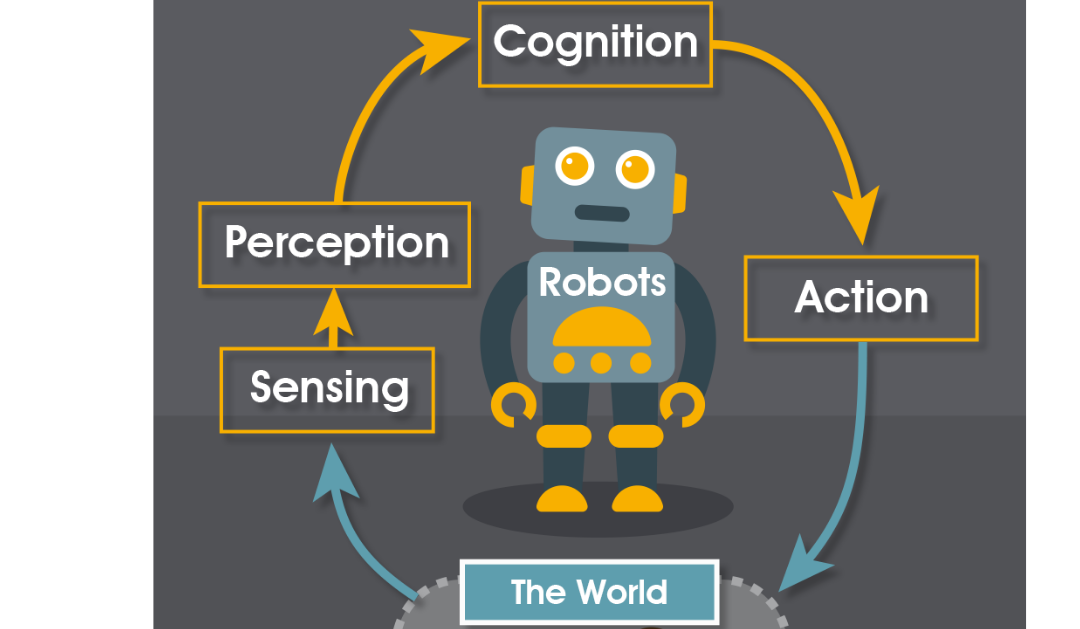 Cognition
Perception
Robots
Action
Sensing
The World